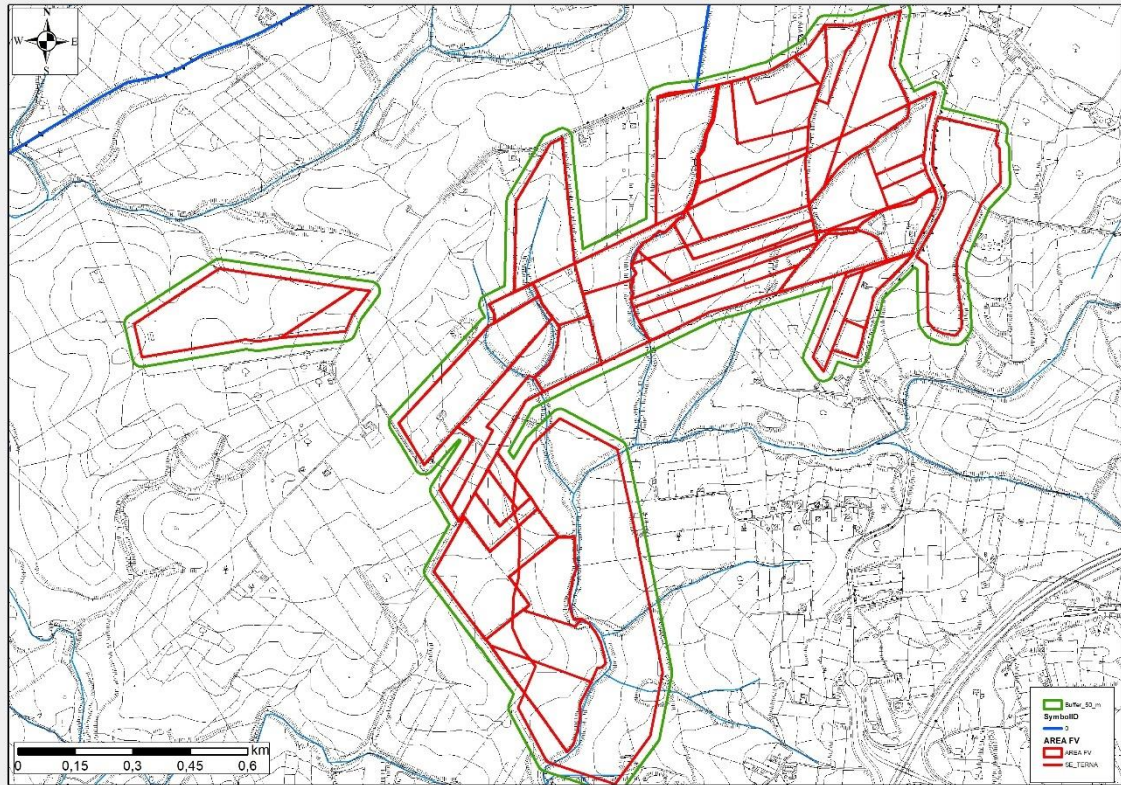 N
W E
S
0 0,15 0,3 0,45 0,6 km
Buffer_50_m
SymbolID
0
AREA FV
AREA FV
SE_TERNA